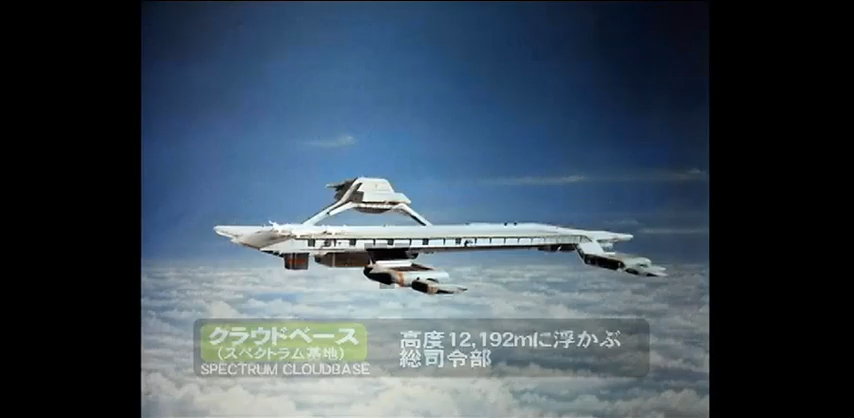 クラウドベース
(スペクトラム基地)
SPECTRUM CLOUDBASE
高度12,192mに浮かぶ
総司令部